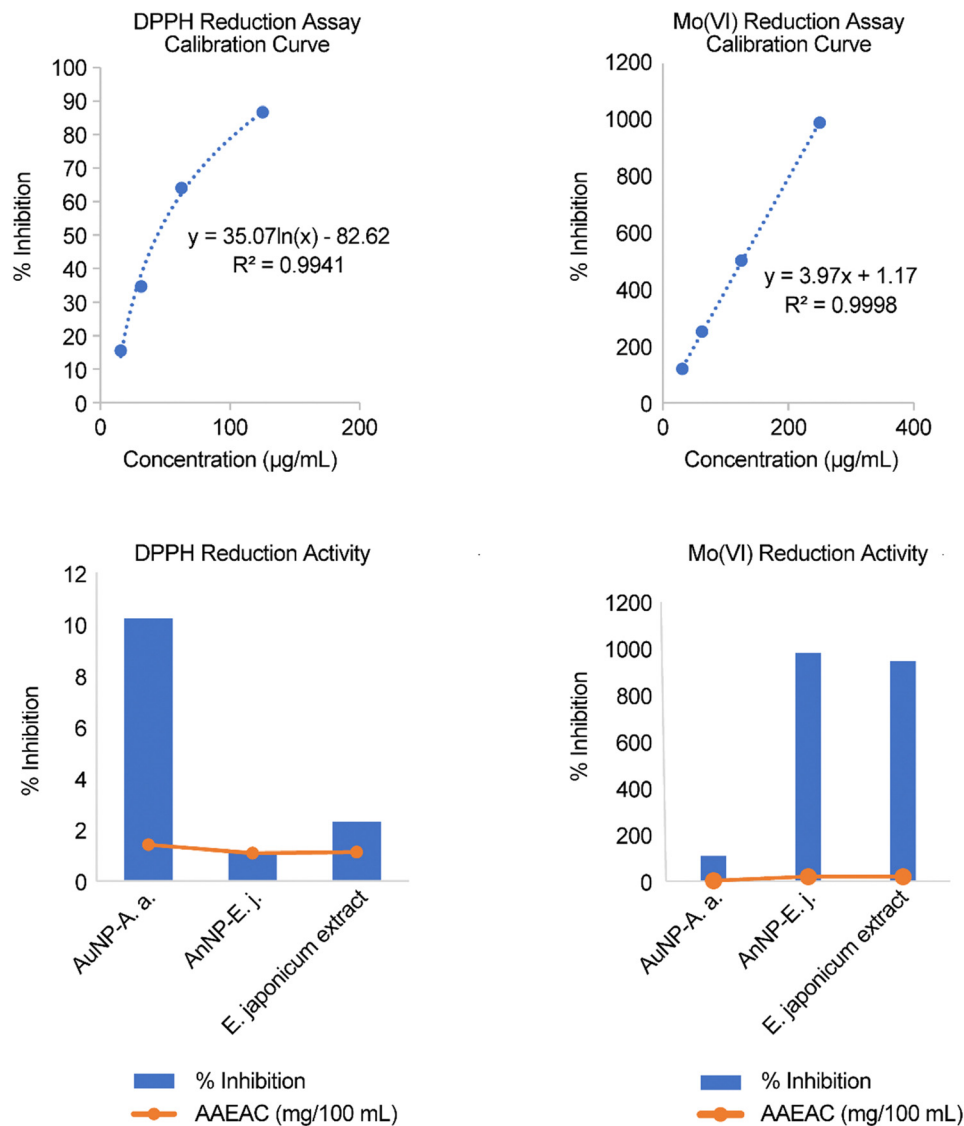 DPPH Reduction Assay
Calibration Curve
100
90
80
70
60
50
40
30
20
10
0
% Inhibition
y = 35.07ln(x) - 82.62
R² = 0.9941
0 100 200
Concentration (µg/mL)
Mo(VI) Reduction Assay
Calibration Curve
1200
1000
800
600
400
200
0
% Inhibition
y = 3.97x + 1.17
R² = 0.9998
0 200 400
Concentration (µg/mL)
DPPH Reduction Activity
12
10
8
6
4
2
0
% Inhibition
AuNP-A. a.
AnNP-E. j.
E. japonicum extract
% Inhibition
AAEAC (mg/100 mL)
Mo(VI) Reduction Activity
1200
1000
800
600
400
200
0
% Inhibition
AuNP-A. a.
AnNP-E. j.
E. japonicum extract
% Inhibition
AAEAC (mg/100 mL)